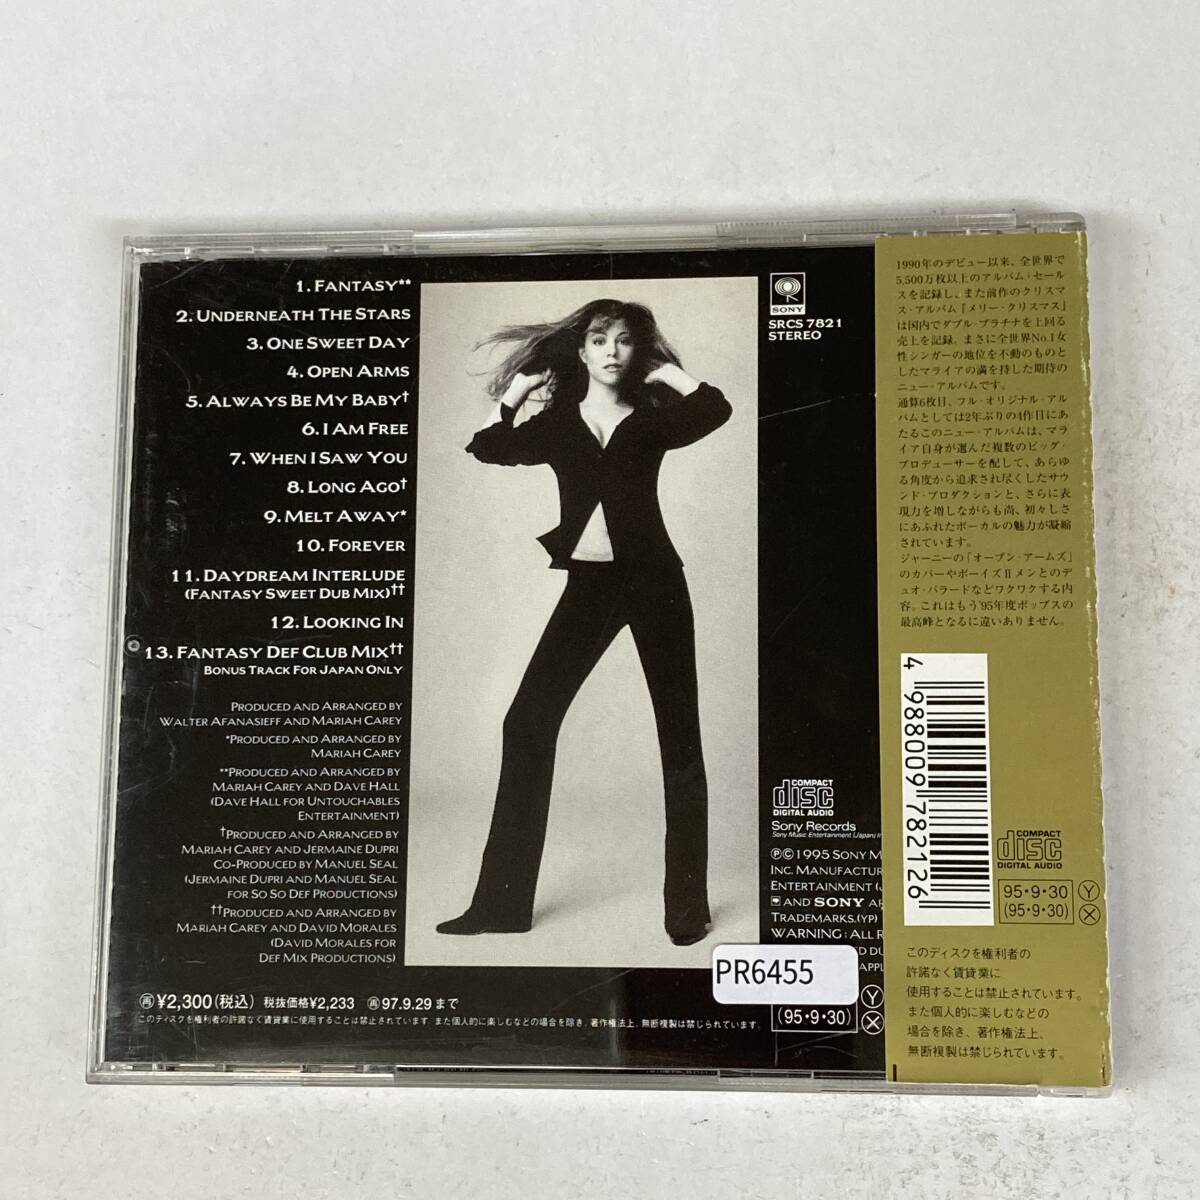 1. FANTASY**
2. UNDERNEATH THE STARS
3. ONE SWEET DAY
4. OPEN ARMS
5. ALWAYS BE MY BABY†
6. I AM FREE
7. WHEN I SAW YOU
8. LONG AGO†
9. MELT AWAY*
10. FOREVER
11. DAYDREAM INTERLUDE
(FANTASY SWEET DUB MIX)††
12. LOOKING IN
13. FANTASY DEF CLUB MIX††
BONUS TRACK FOR JAPAN ONLY
PRODUCED AND ARRANGED BY
WALTER AFANASIEFF AND MARIAH CAREY
*PRODUCED AND ARRANGED BY
MARIAH CAREY
**PRODUCED AND ARRANGED BY
MARIAH CAREY AND DAVE HALL
(DAVE HALL FOR UNTOUCHABLES
ENTERTAINMENT)
†PRODUCED AND ARRANGED BY
MARIAH CAREY AND JERMAINE DUPRI
CO-PRODUCED BY MANUEL SEAL
(JERMAINE DUPRI AND MANUEL SEAL
FOR SO SO DEF PRODUCTIONS)
††PRODUCED AND ARRANGED BY
MARIAH CAREY AND DAVID MORALES
(DAVID MORALES FOR
DEF MIX PRODUCTIONS)
再¥2,300(税込) 税抜価格¥2,233 再97.9.29まで
このディスクを権利者の許諾なく賃貸業に使用することは禁止されています。また個人的に楽しむなどの場合を除き、著作権法上、無断複製は禁じられています。
SONY
SRCS 7821
STEREO
COMPACT
disc
DIGITAL AUDIO
Sony Records
Sony Music Entertainment (Japan) In
Ⓟ©1995 SONY M
INC. MANUFACTUR
ENTERTAINMENT (J
AND SONY AR
TRADEMARKS.(YP)
WARNING: ALL R
ED DU
APPL
PR6455
Y
(95・9・30)
X
1990年のデビュー以来、全世界で
5,500万枚以上のアルバム・セール
スを記録し、また前作のクリスマ
ス・アルバム『メリー・クリスマス』
は国内でダブル・プラチナを上回る
売上を記録。まさに全世界No.1女
性シンガーの地位を不動のものと
したマライアの満を持した期待の
ニュー・アルバムです。
通算6枚目、フル・オリジナル・アル
バムとしては2年ぶりの4作目にあ
たるこのニュー・アルバムは、マラ
イア自身が選んだ複数のビッグ・
プロデューサーを配して、あらゆ
る角度から追求され尽くしたサウ
ンド・プロダクションと、さらに表
現力を増しながらも尚、初々しさ
にあふれたボーカルの魅力が凝縮
されています。
ジャーニーの「オープン・アームズ」
のカバーやボーイズIIメンとのデ
ュオ・バラードなどワクワクする内
容。これはもう'95年度ポップスの
最高峰となるに違いありません。
4 988009 782126
COMPACT
disc
DIGITAL AUDIO
95・9・30 Y
(95・9・30) X
このディスクを権利者の
許諾なく賃貸業に
使用することは禁止されています。
また個人的に楽しむなどの
場合を除き、著作権法上、
無断複製は禁じられています。